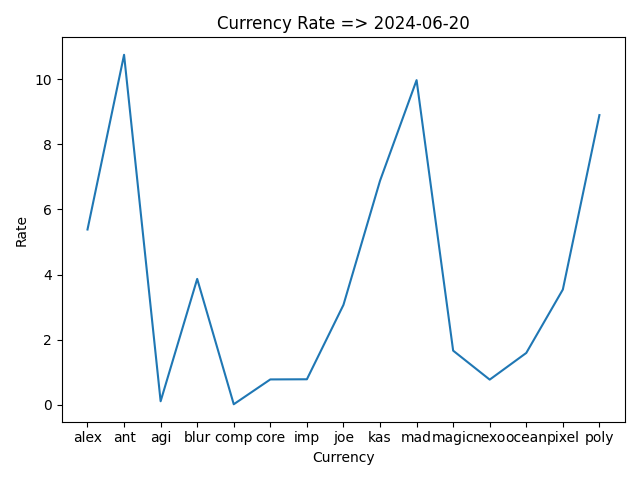 Currency Rate => 2024-06-20
10
8
6
4
2
0
Rate
alex ant agi blur comp core imp joe kas mad magic nexo ocean pixel poly
Currency